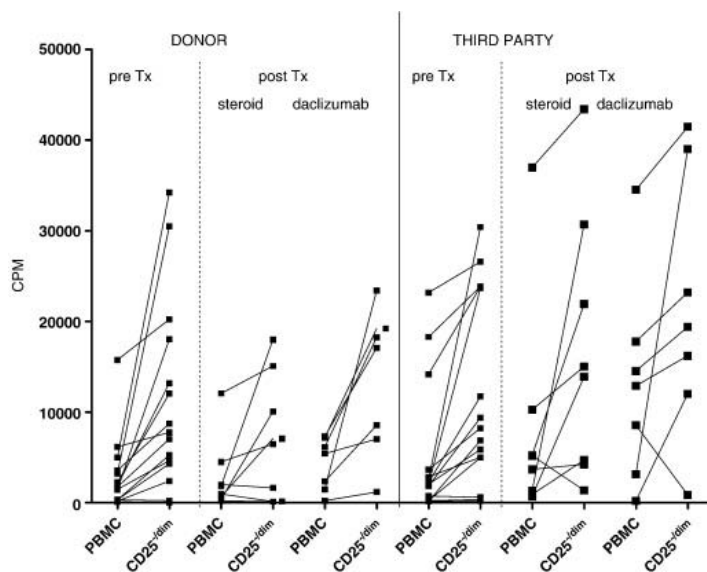 DONOR THIRD PARTY
pre Tx post Tx pre Tx post Tx
steroid daclizumab steroid daclizumab
50000
40000
30000
20000
10000
0
CPM
PBMC CD25⁻/dim PBMC CD25⁻/dim PBMC CD25⁻/dim PBMC CD25⁻/dim PBMC CD25⁻/dim PBMC CD25⁻/dim